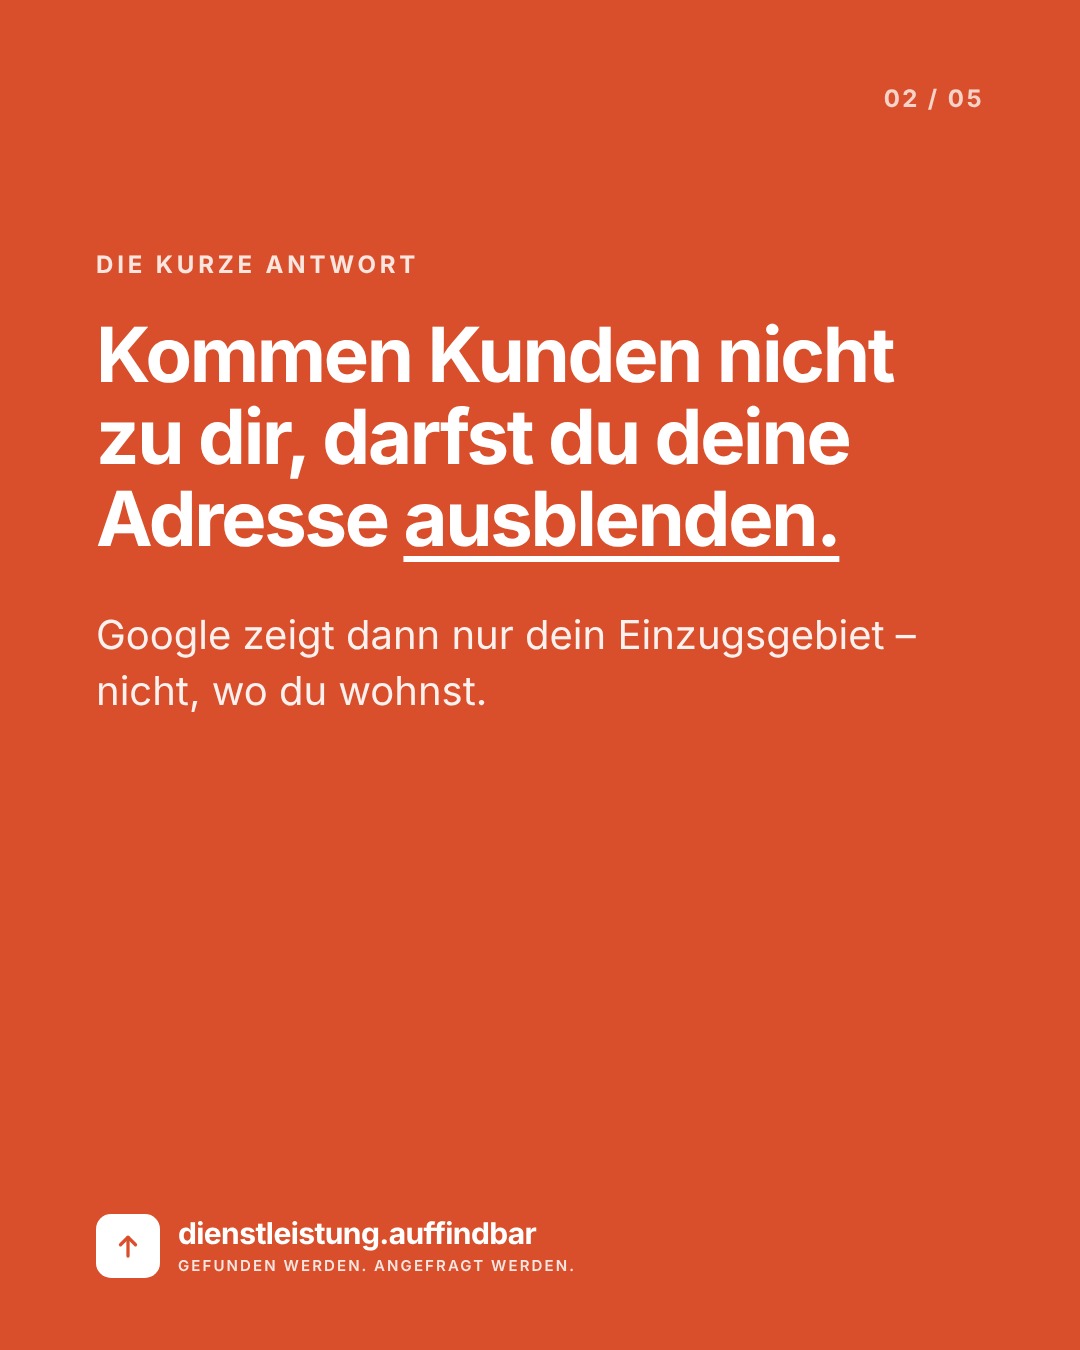 02 / 05
DIE KURZE ANTWORT
Kommen Kunden nicht
zu dir, darfst du deine
Adresse ausblenden.
Google zeigt dann nur dein Einzugsgebiet –
nicht, wo du wohnst.
dienstleistung.auffindbar
GEFUNDEN WERDEN. ANGEFRAGT WERDEN.